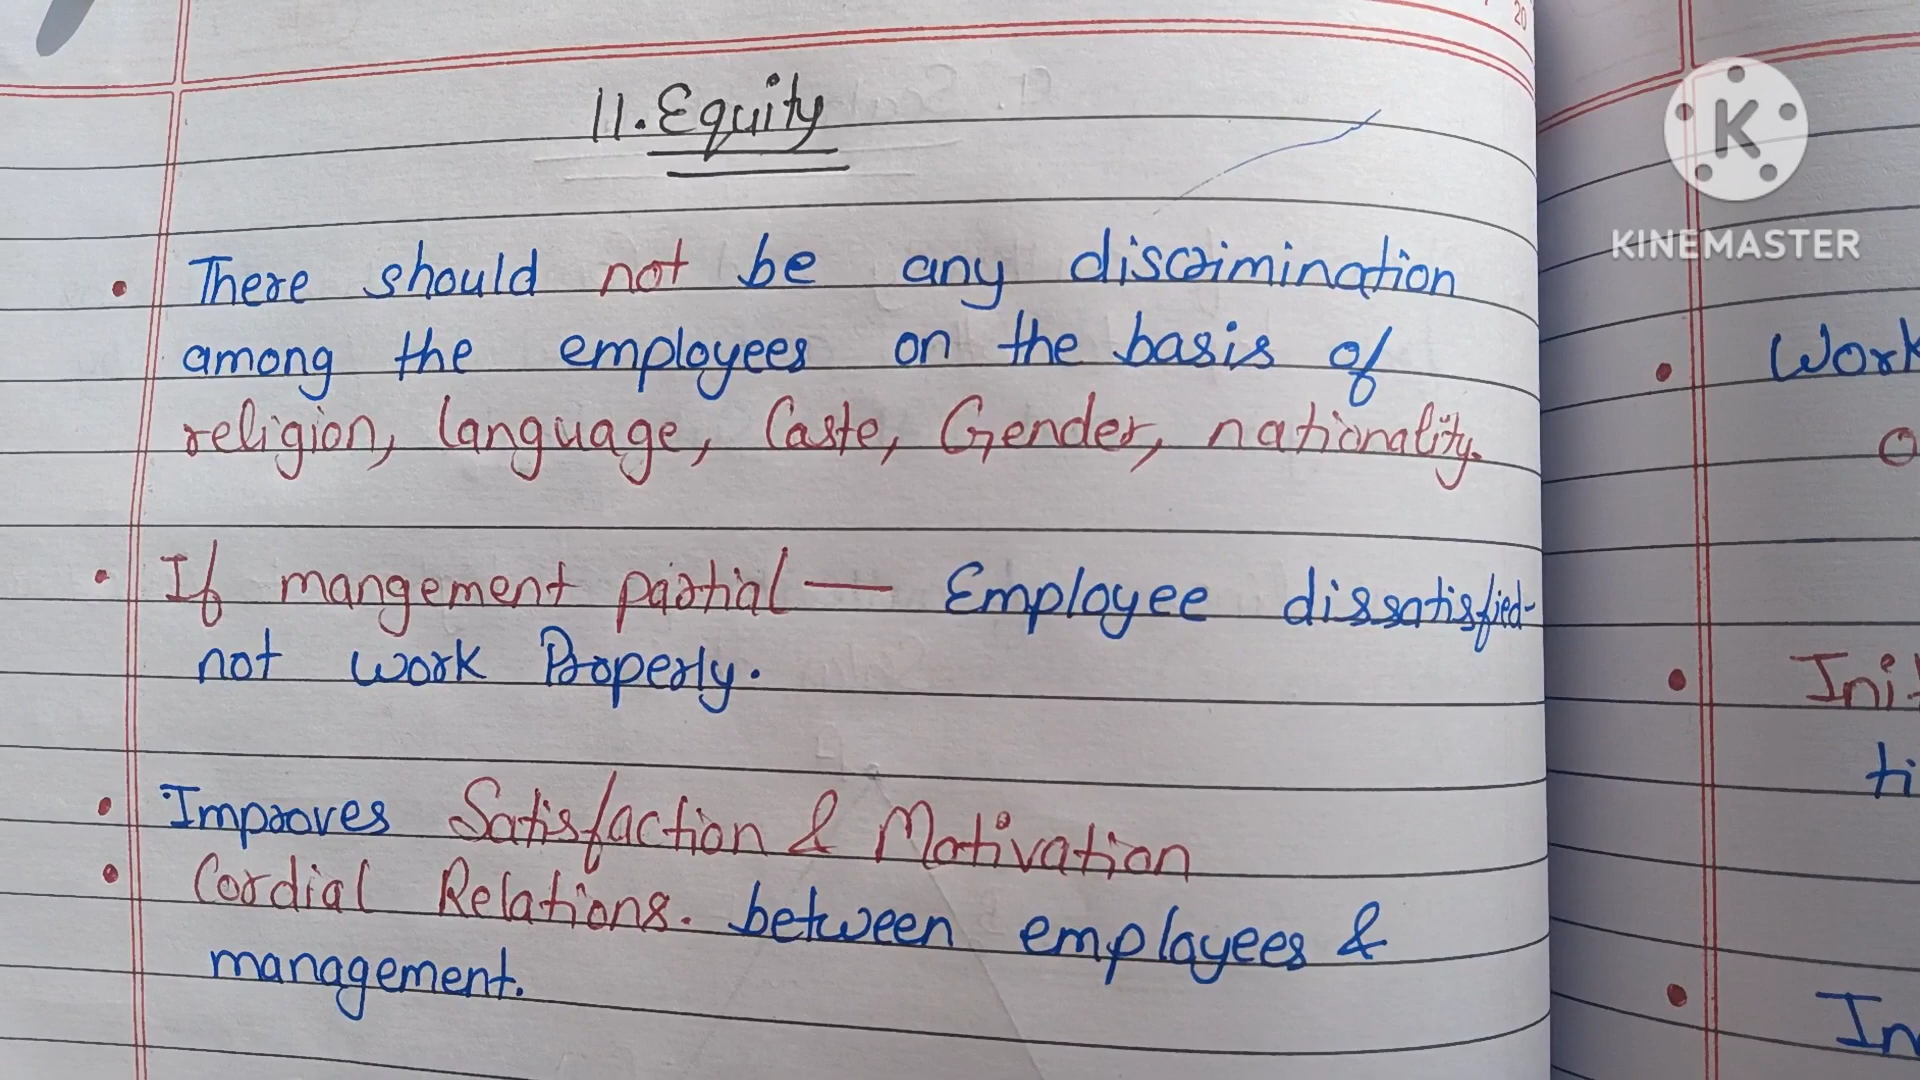 20
11. Equity
• There should not be any discrimination
among the employees on the basis of
religion, language, Caste, Gender, nationality.
• If mangement partial — Employee dissatisfied-
not work Properly.
• Improves Satisfaction & Motivation
• Cordial Relations. between employees &
management.
K
KINEMASTER
• Work
• Init
ti
• In